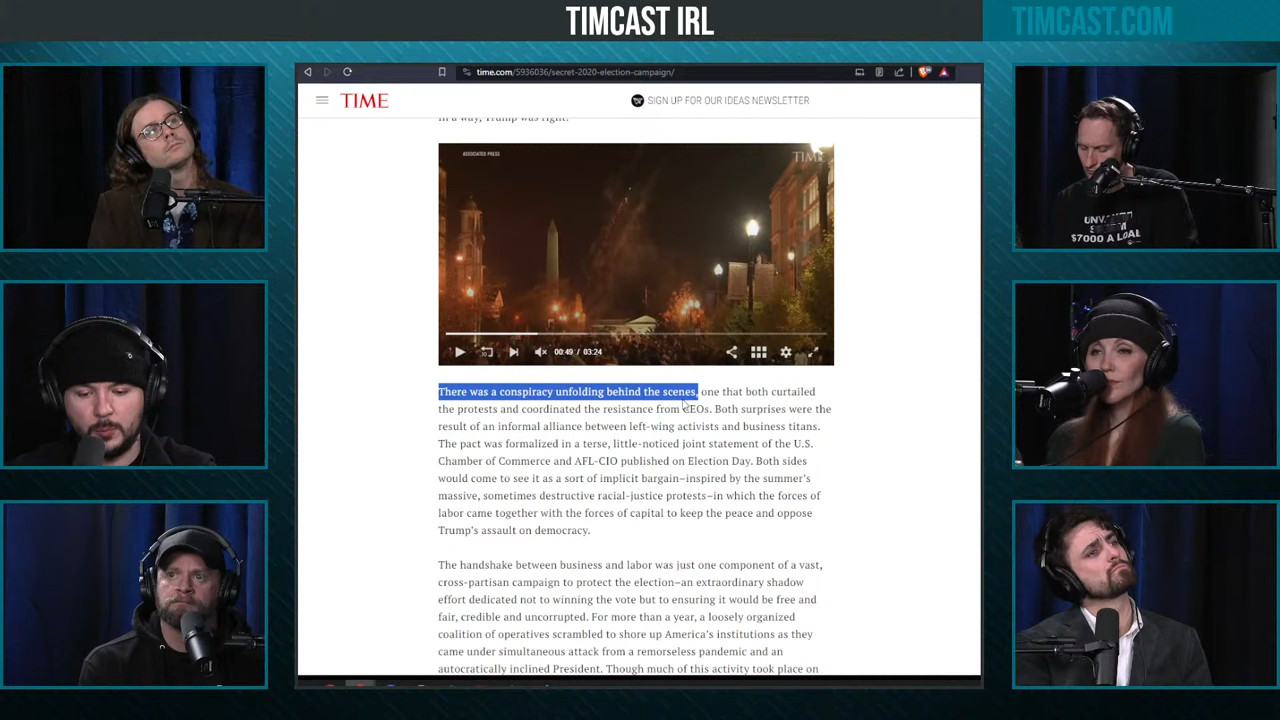 TIMCAST IRL
TIMCAST.COM
time.com/5936036/secret-2020-election-campaign/
TIME
SIGN UP FOR OUR IDEAS NEWSLETTER
In a way, Trump was right.
ASSOCIATED PRESS
TIME
10
00:49 / 03:24
There was a conspiracy unfolding behind the scenes, one that both curtailed
the protests and coordinated the resistance from CEOs. Both surprises were the
result of an informal alliance between left-wing activists and business titans.
The pact was formalized in a terse, little-noticed joint statement of the U.S.
Chamber of Commerce and AFL-CIO published on Election Day. Both sides
would come to see it as a sort of implicit bargain–inspired by the summer's
massive, sometimes destructive racial-justice protests–in which the forces of
labor came together with the forces of capital to keep the peace and oppose
Trump's assault on democracy.
The handshake between business and labor was just one component of a vast,
cross-partisan campaign to protect the election–an extraordinary shadow
effort dedicated not to winning the vote but to ensuring it would be free and
fair, credible and uncorrupted. For more than a year, a loosely organized
coalition of operatives scrambled to shore up America's institutions as they
came under simultaneous attack from a remorseless pandemic and an
autocratically inclined President. Though much of this activity took place on
$7000 A LOAD